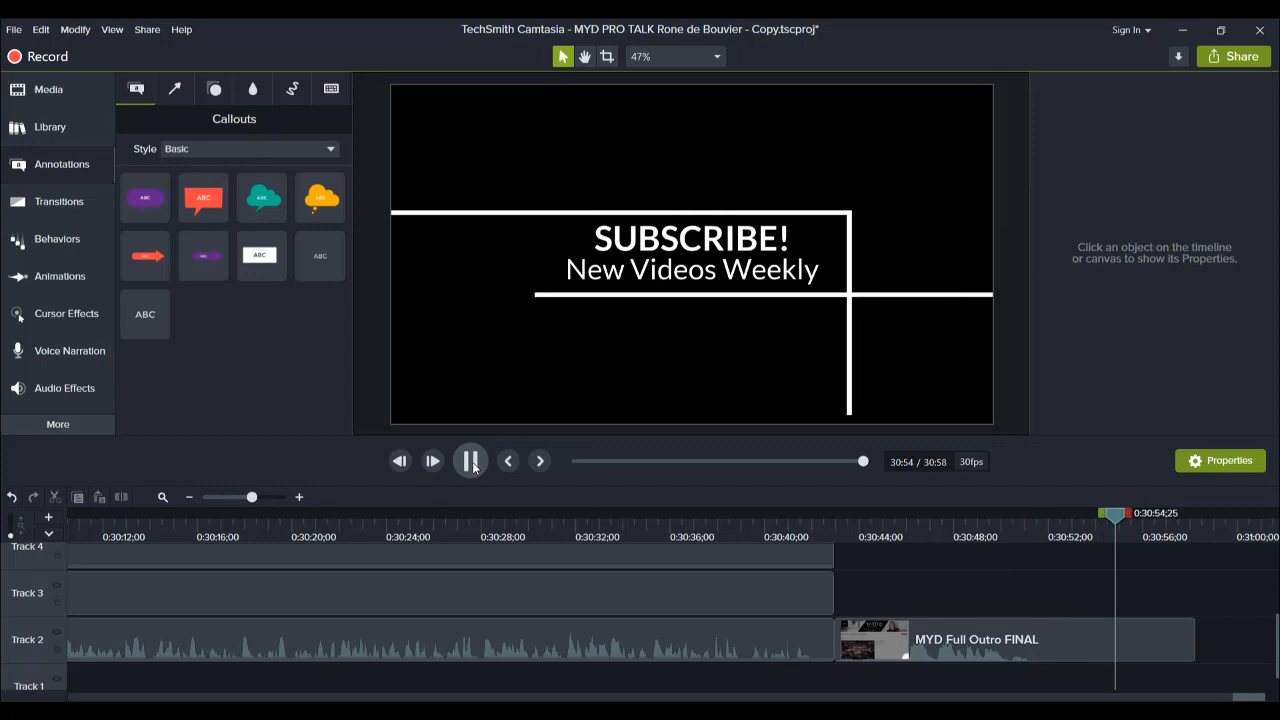 File Edit Modify View Share Help
TechSmith Camtasia - MYD PRO TALK Rone de Bouvier - Copy.tscproj*
Sign In
Record
47%
Share
Media
Library
Annotations
Transitions
Behaviors
Animations
Cursor Effects
Voice Narration
Audio Effects
More
Callouts
Style Basic
ABC ABC ABC ABC
ABC ABC ABC ABC
ABC
SUBSCRIBE!
New Videos Weekly
Click an object on the timeline
or canvas to show its Properties.
30:54 / 30:58 30fps
Properties
0:30:54;25
0:30:12;00 0:30:16;00 0:30:20;00 0:30:24;00 0:30:28;00 0:30:32;00 0:30:36;00 0:30:40;00 0:30:44;00 0:30:48;00 0:30:52;00 0:30:56;00 0:31:00;00
Track 4
Track 3
Track 2
MYD Full Outro FINAL
Track 1